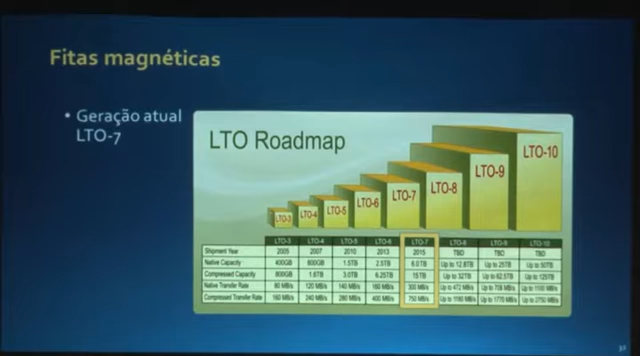 Fitas magnéticas
• Geração atual
LTO-7
LTO Roadmap
LTO-3
LTO-4
LTO-5
LTO-6
LTO-7
LTO-8
LTO-9
LTO-10
LTO-3 LTO-4 LTO-5 LTO-6 LTO-7 LTO-8 LTO-9 LTO-10
Shipment Year 2005 2007 2010 2013 2015 TBD TBD TBD
Native Capacity 400GB 800GB 1.5TB 2.5TB 6.0TB Up to 12.8TB Up to 25TB Up to 50TB
Compressed Capacity 800GB 1.6TB 3.0TB 6.25TB 15TB Up to 32TB Up to 62.5TB Up to 125TB
Native Transfer Rate 80 MB/s 120 MB/s 140 MB/s 160 MB/s 300 MB/s Up to 472 MB/s Up to 708 MB/s Up to 1100 MB/s
Compressed Transfer Rate 160 MB/s 240 MB/s 280 MB/s 400 MB/s 750 MB/s Up to 1180 MB/s Up to 1770 MB/s Up to 2750 MB/s